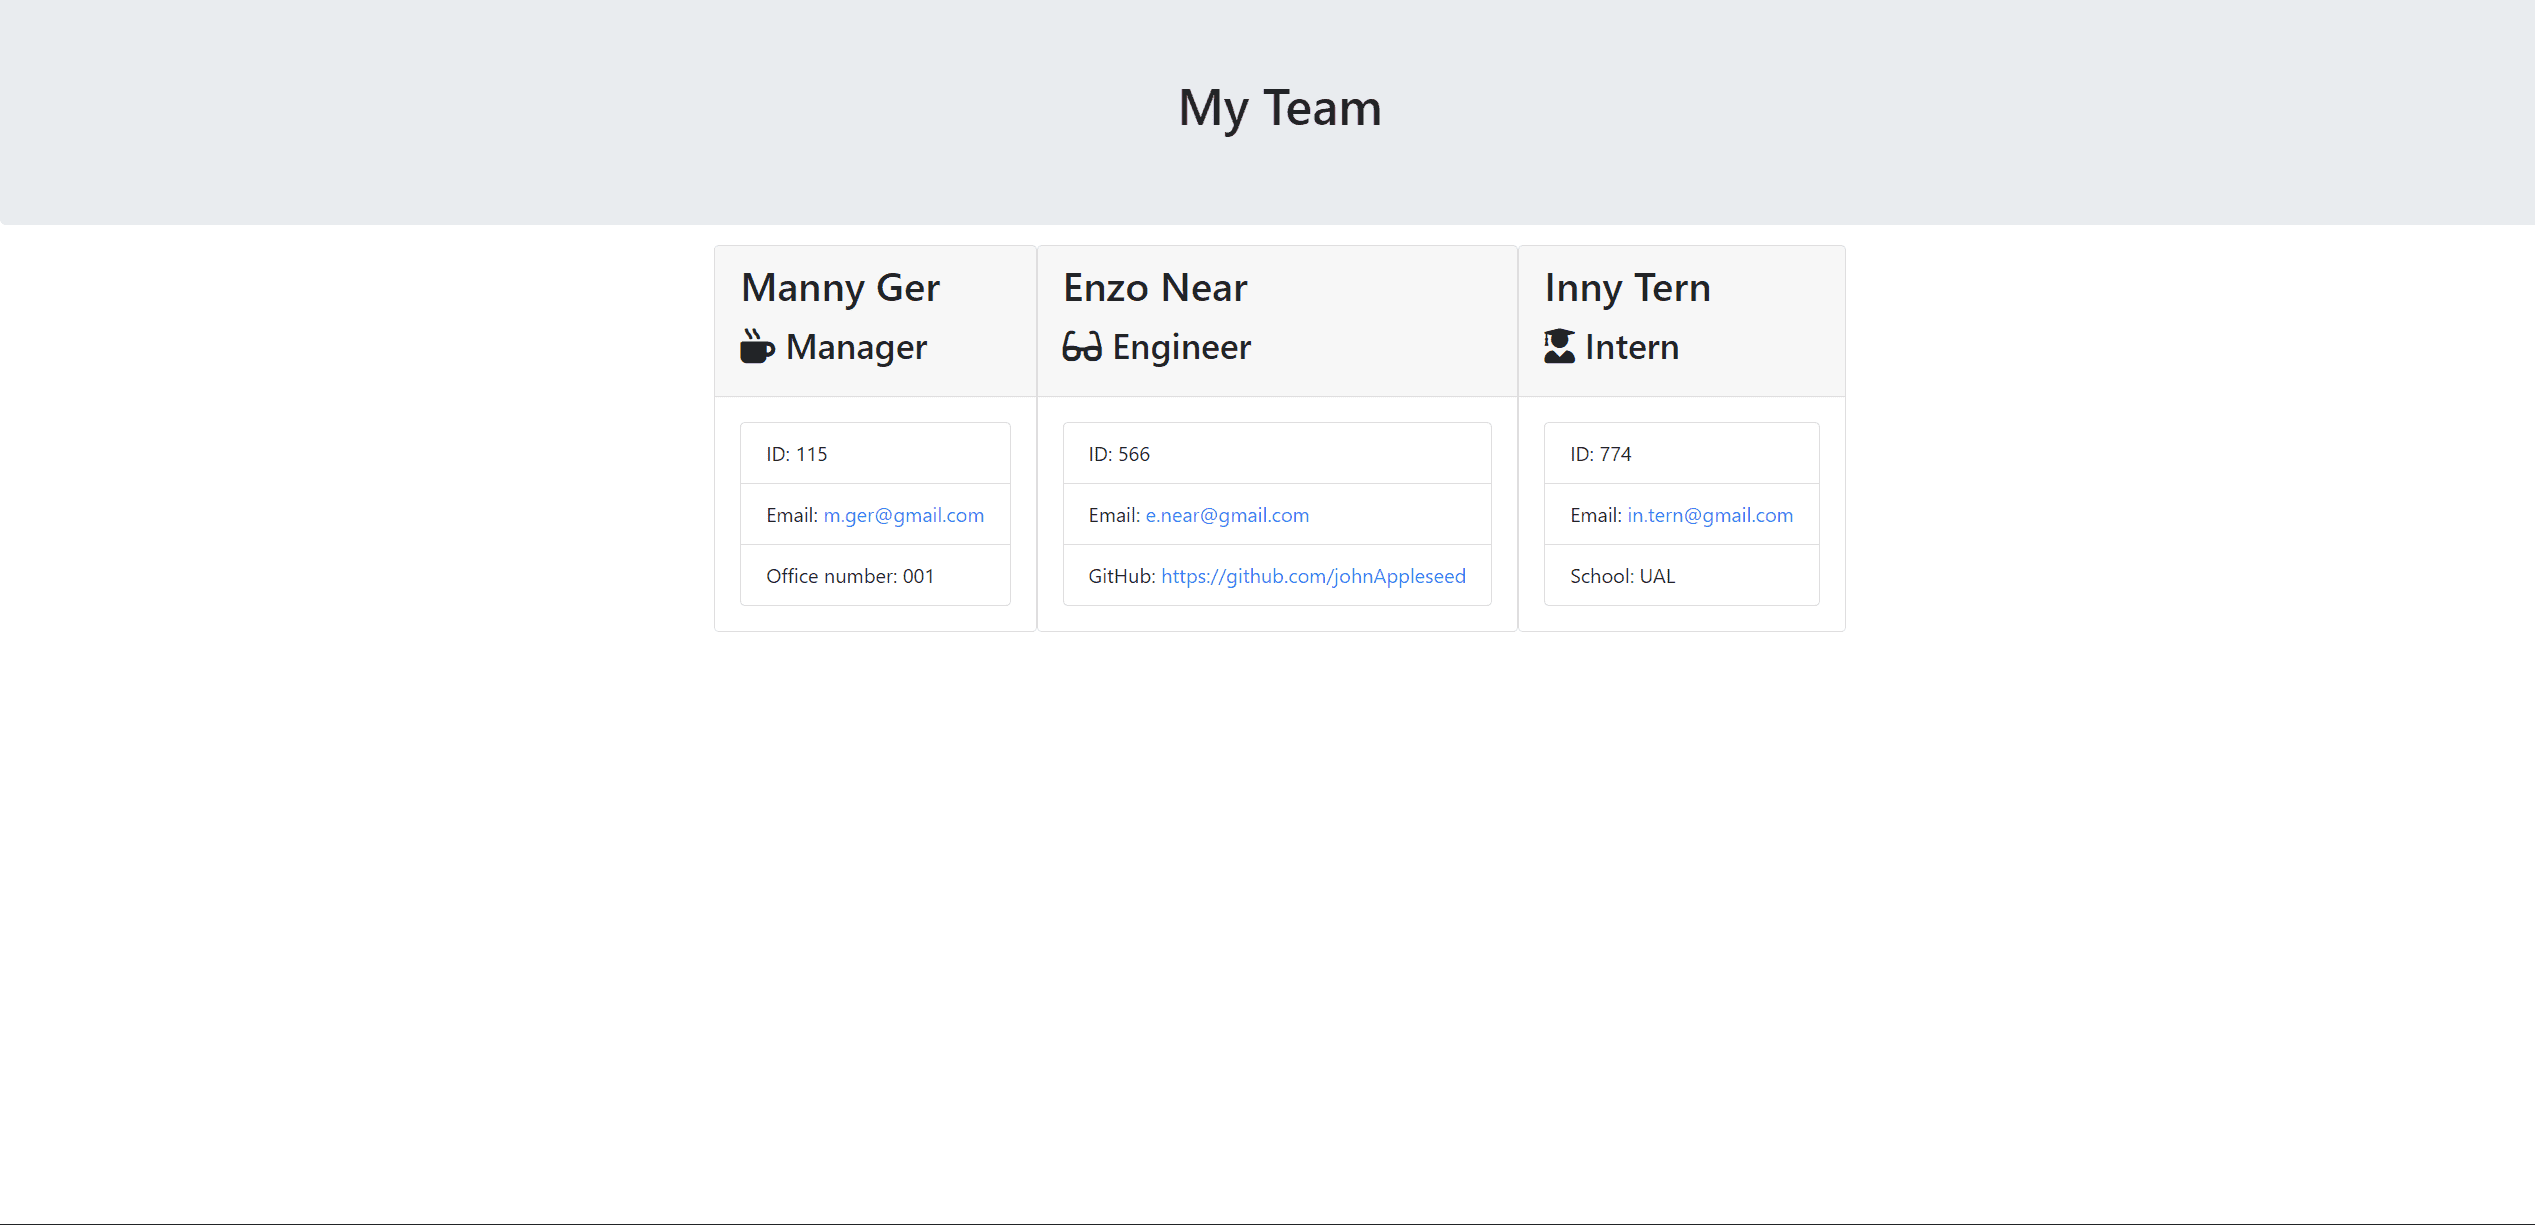 My Team
Manny Ger
Manager
ID: 115
Email: m.ger@gmail.com
Office number: 001
Enzo Near
Engineer
ID: 566
Email: e.near@gmail.com
GitHub: https://github.com/johnAppleseed
Inny Tern
Intern
ID: 774
Email: in.tern@gmail.com
School: UAL